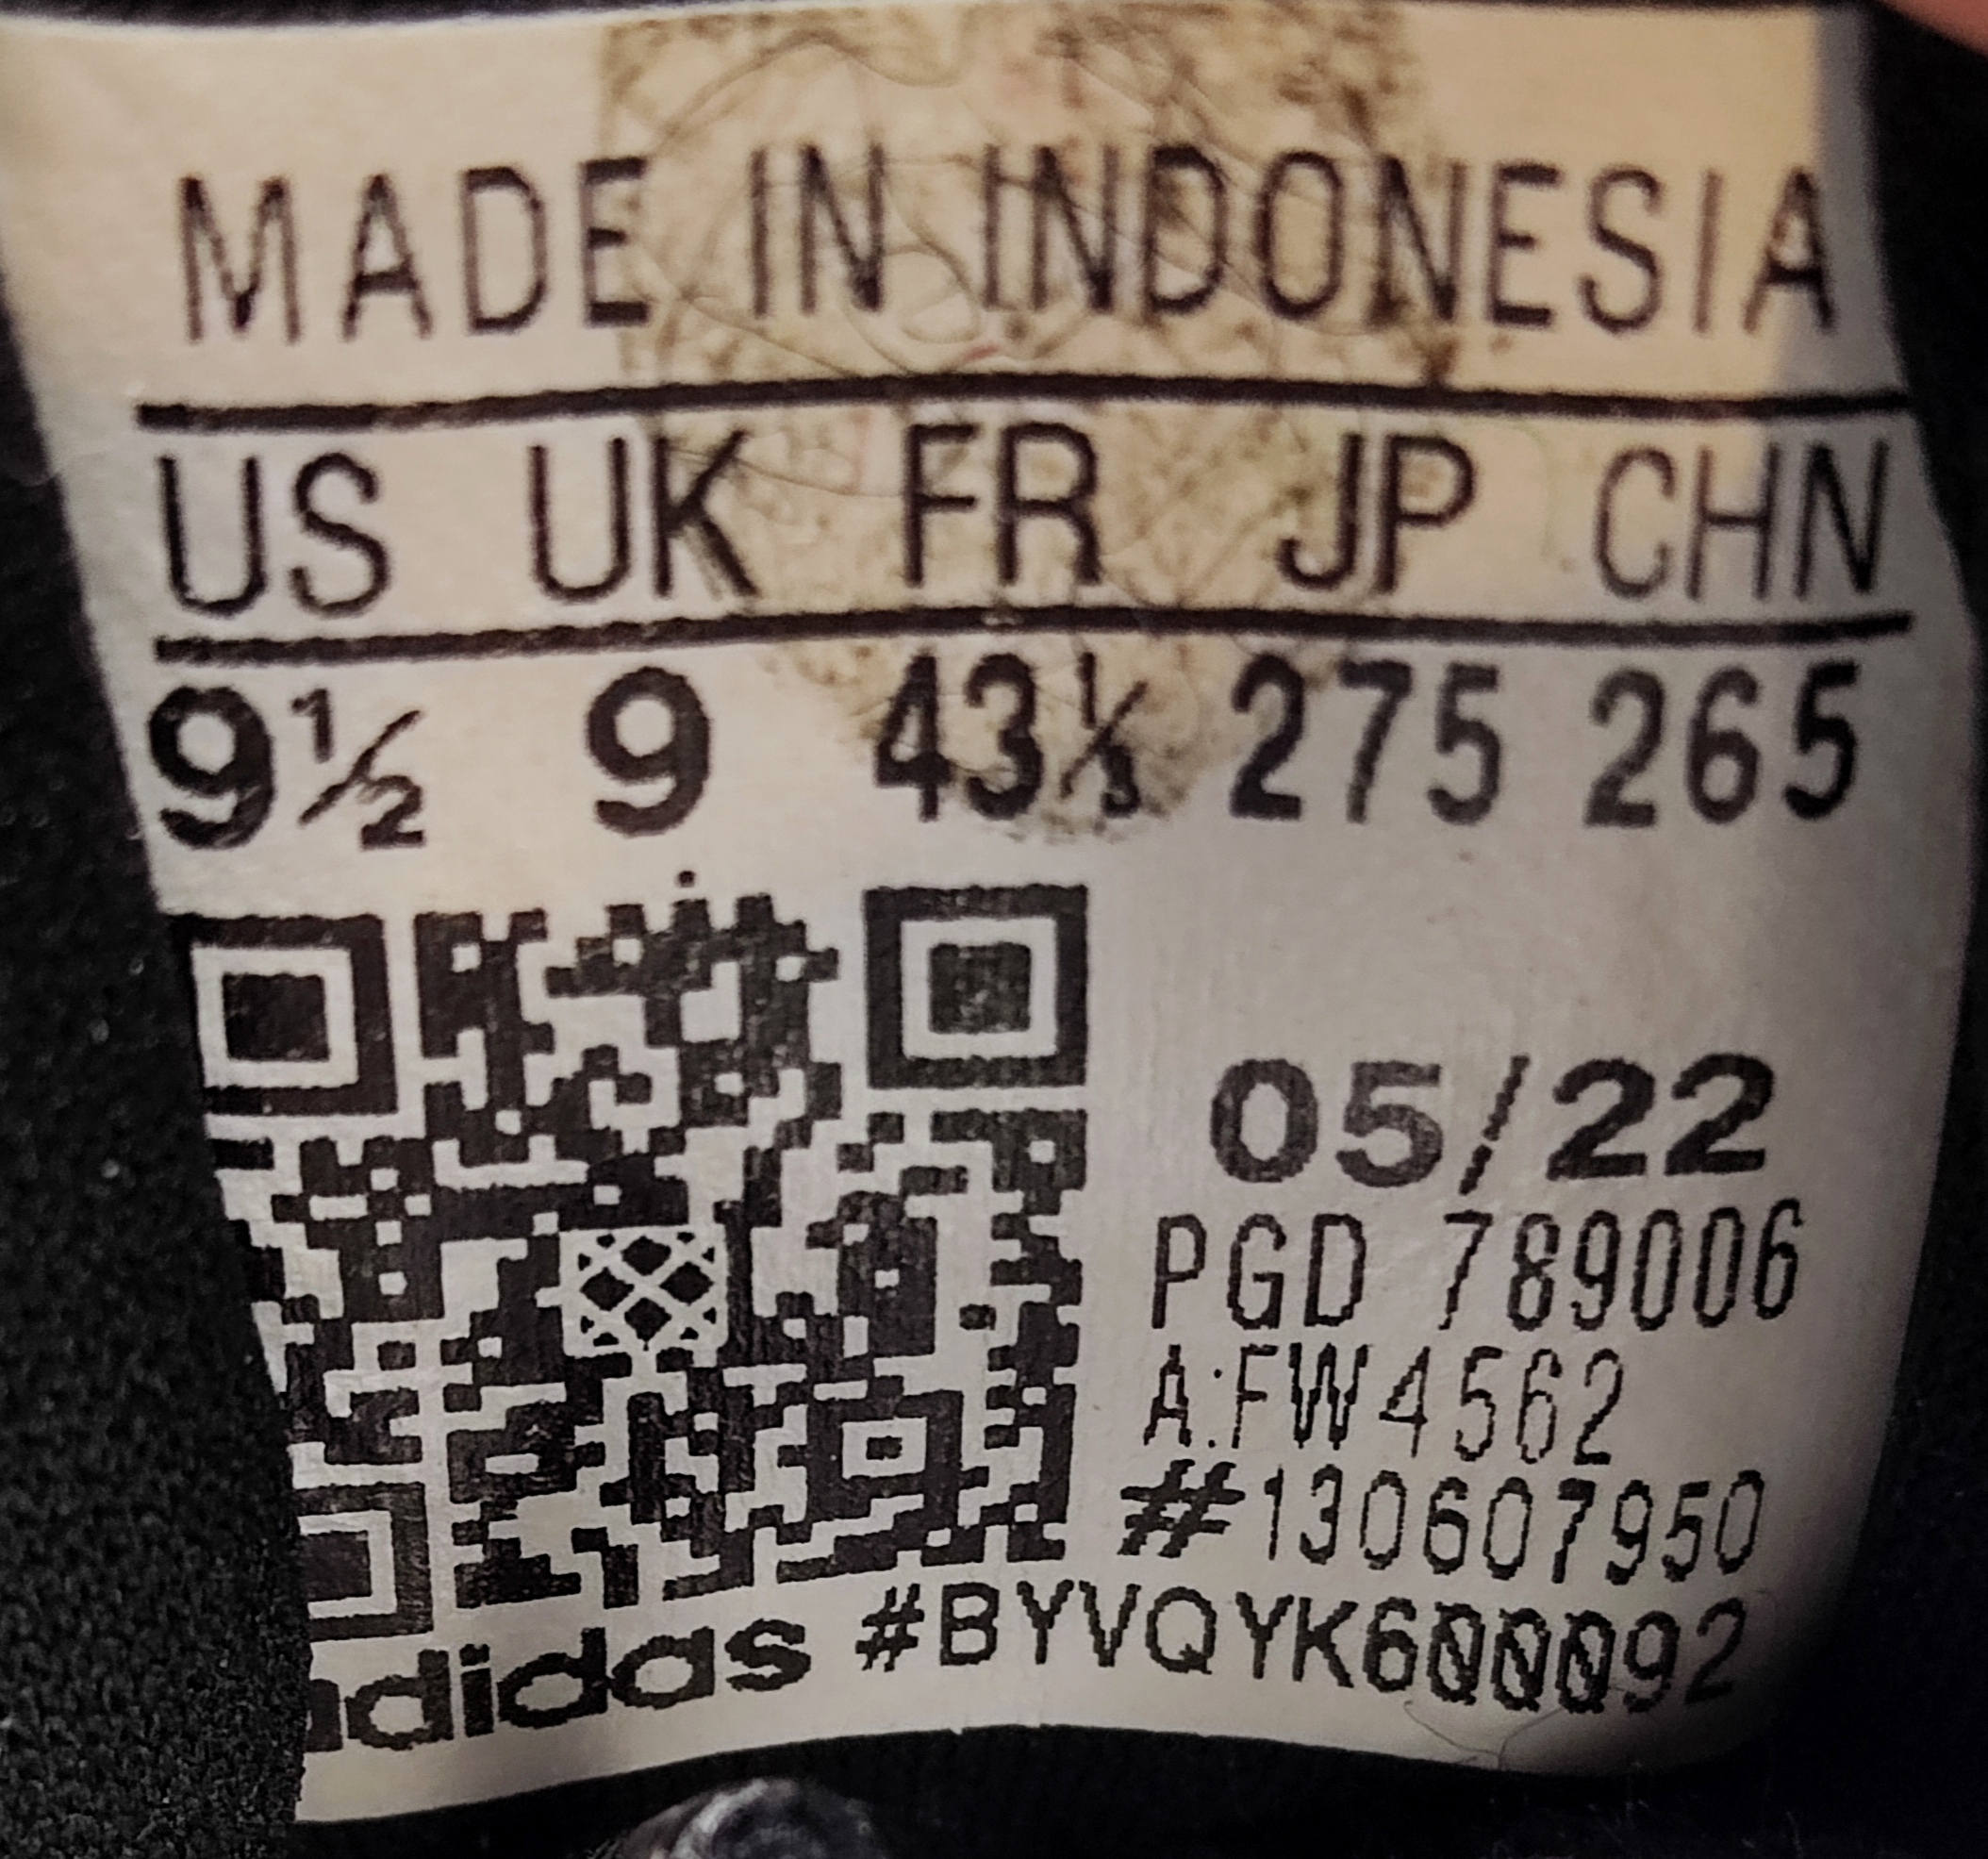 MADE IN INDONESIA
US UK FR JP CHN
9½ 9 43⅓ 275 265
05/22
PGD 789006
A:FW4562
#130607950
adidas #BYVQYK600092